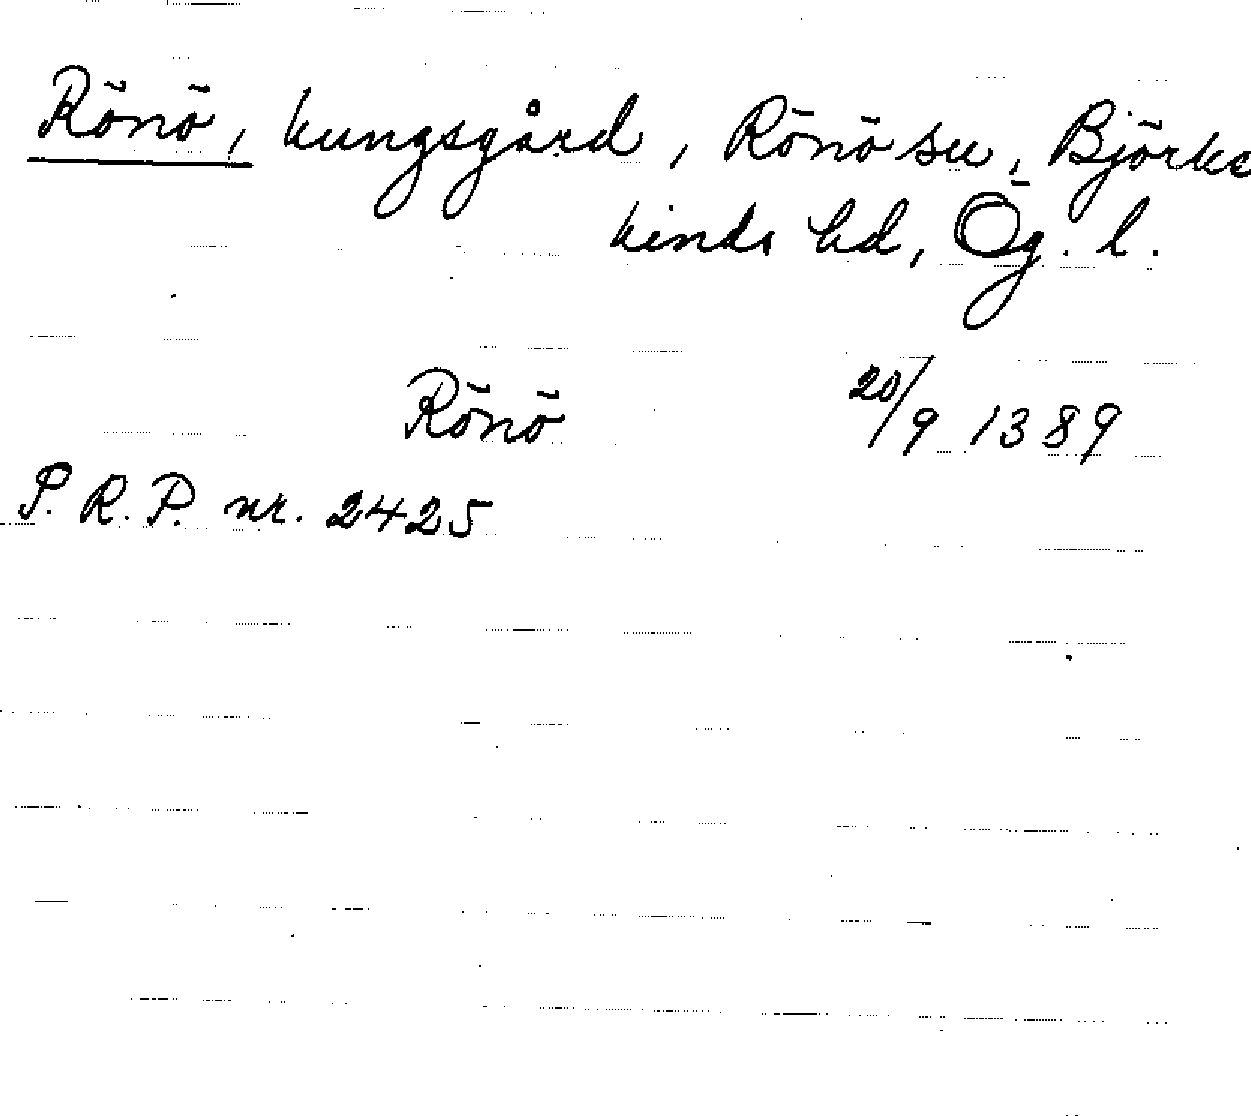 Rönö, kungsgård, Rönö sn, Björke
kinds hd, Ög. l.
Rönö 20/9 1389
P. R. P. nr. 2425